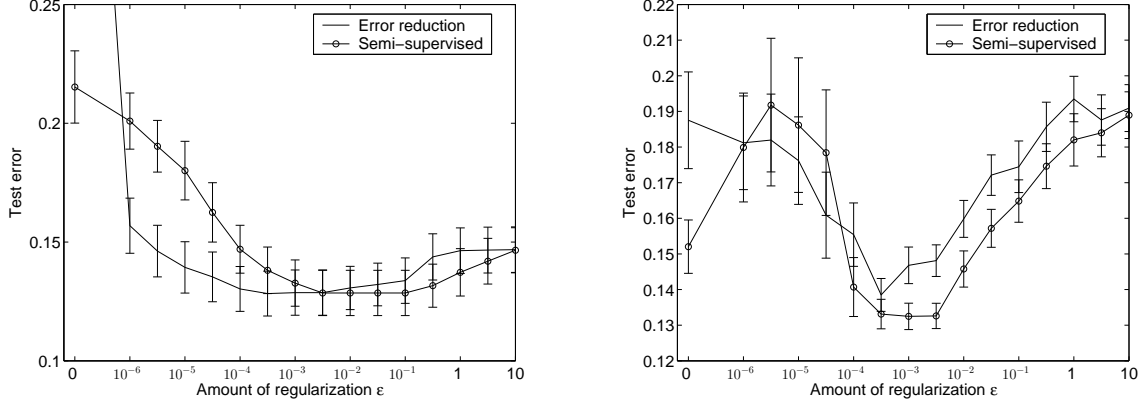 0.25
0.2
0.15
0.1
Test error
0 10⁻⁶ 10⁻⁵ 10⁻⁴ 10⁻³ 10⁻² 10⁻¹ 1 10
Amount of regularization ε
Error reduction
Semi−supervised
0.22
0.21
0.2
0.19
0.18
0.17
0.16
0.15
0.14
0.13
0.12
Test error
0 10⁻⁶ 10⁻⁵ 10⁻⁴ 10⁻³ 10⁻² 10⁻¹ 1 10
Amount of regularization ε
Error reduction
Semi−supervised